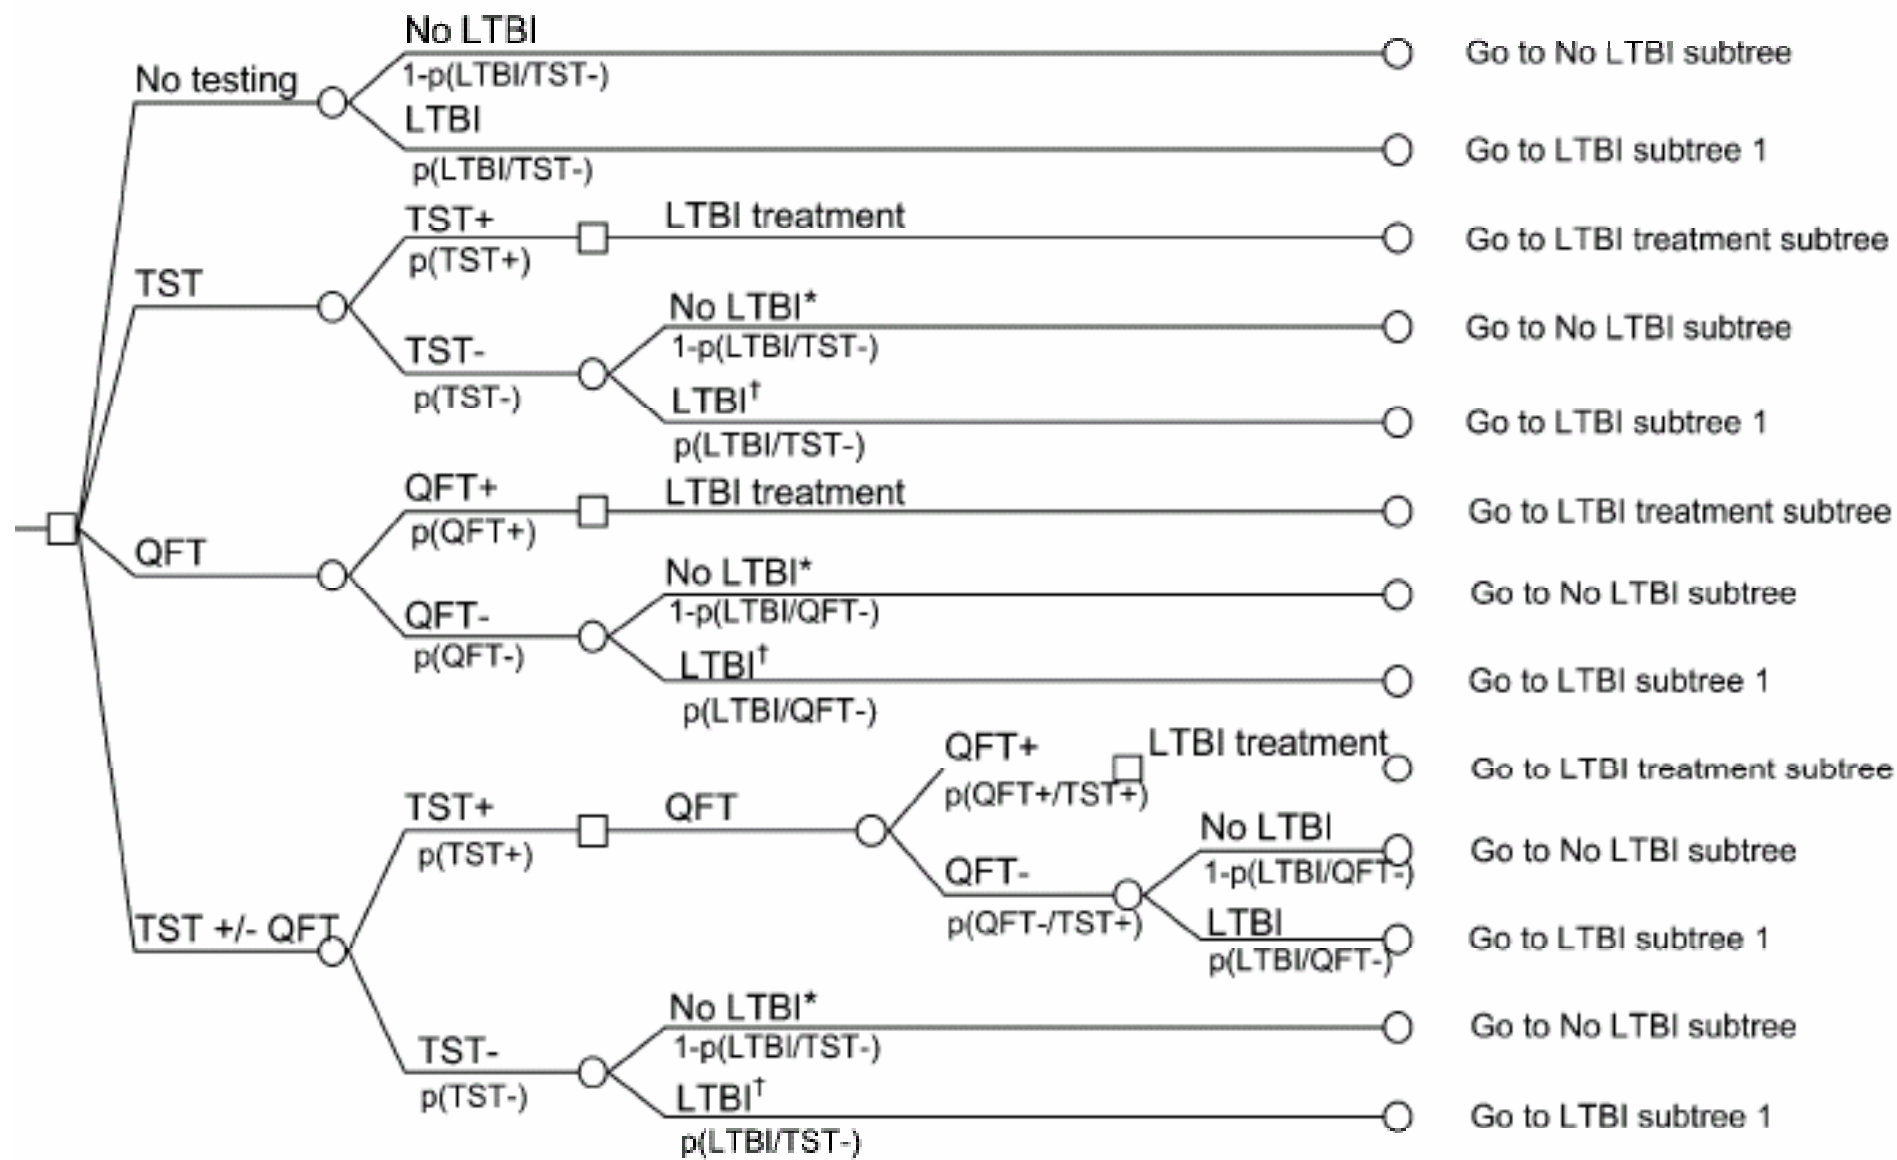 No LTBI
1-p(LTBI/TST-)
Go to No LTBI subtree
No testing
LTBI
p(LTBI/TST-)
Go to LTBI subtree 1
TST+
p(TST+)
LTBI treatment
Go to LTBI treatment subtree
TST
No LTBI*
1-p(LTBI/TST-)
Go to No LTBI subtree
TST-
p(TST-)
LTBI†
p(LTBI/TST-)
Go to LTBI subtree 1
QFT+
p(QFT+)
LTBI treatment
Go to LTBI treatment subtree
QFT
No LTBI*
1-p(LTBI/QFT-)
Go to No LTBI subtree
QFT-
p(QFT-)
LTBI†
p(LTBI/QFT-)
Go to LTBI subtree 1
QFT+
p(QFT+/TST+)
LTBI treatment
Go to LTBI treatment subtree
TST+
p(TST+)
QFT
No LTBI
1-p(LTBI/QFT-)
Go to No LTBI subtree
QFT-
p(QFT-/TST+)
LTBI
p(LTBI/QFT-)
Go to LTBI subtree 1
TST +/- QFT
No LTBI*
1-p(LTBI/TST-)
Go to No LTBI subtree
TST-
p(TST-)
LTBI†
p(LTBI/TST-)
Go to LTBI subtree 1